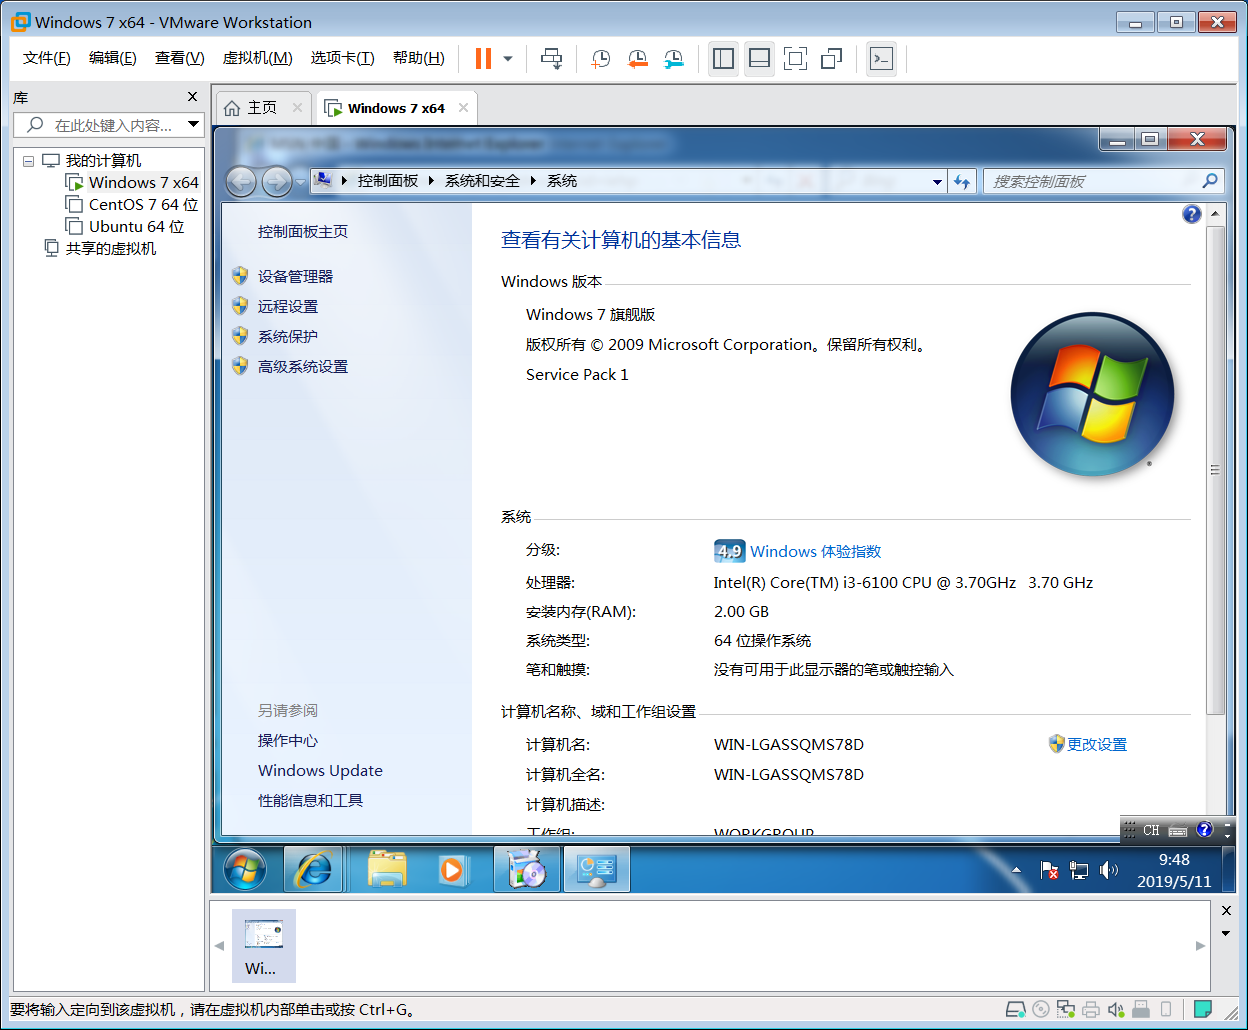 Windows 7 x64 - VMware Workstation
文件(F) 编辑(E) 查看(V) 虚拟机(M) 选项卡(T) 帮助(H)
库
在此处键入内容...
我的计算机
Windows 7 x64
CentOS 7 64 位
Ubuntu 64 位
共享的虚拟机
主页 Windows 7 x64
控制面板 系统和安全 系统
搜索控制面板
控制面板主页
设备管理器
远程设置
系统保护
高级系统设置
另请参阅
操作中心
Windows Update
性能信息和工具
查看有关计算机的基本信息
Windows 版本
Windows 7 旗舰版
版权所有 © 2009 Microsoft Corporation。保留所有权利。
Service Pack 1
系统
分级: 4.9 Windows 体验指数
处理器: Intel(R) Core(TM) i3-6100 CPU @ 3.70GHz 3.70 GHz
安装内存(RAM): 2.00 GB
系统类型: 64 位操作系统
笔和触摸: 没有可用于此显示器的笔或触控输入
计算机名称、域和工作组设置
计算机名: WIN-LGASSQMS78D 更改设置
计算机全名: WIN-LGASSQMS78D
计算机描述:
工作组: WORKGROUP
CH
9:48
2019/5/11
Wi...
要将输入定向到该虚拟机，请在虚拟机内部单击或按 Ctrl+G。